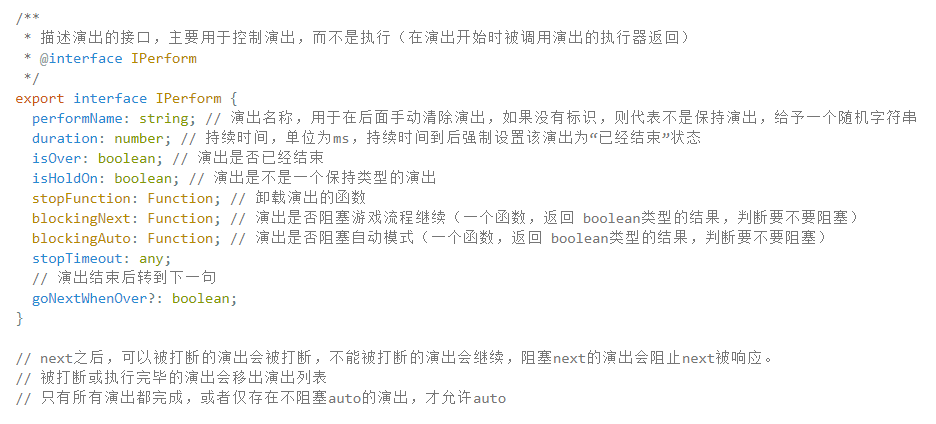 /**
 * 描述演出的接口，主要用于控制演出，而不是执行（在演出开始时被调用演出的执行器返回）
 * @interface IPerform
 */
export interface IPerform {
  performName: string; // 演出名称，用于在后面手动清除演出，如果没有标识，则代表不是保持演出，给予一个随机字符串
  duration: number; // 持续时间，单位为ms，持续时间到后强制设置该演出为“已经结束”状态
  isOver: boolean; // 演出是否已经结束
  isHoldOn: boolean; // 演出是不是一个保持类型的演出
  stopFunction: Function; // 卸载演出的函数
  blockingNext: Function; // 演出是否阻塞游戏流程继续（一个函数，返回 boolean类型的结果，判断要不要阻塞）
  blockingAuto: Function; // 演出是否阻塞自动模式（一个函数，返回 boolean类型的结果，判断要不要阻塞）
  stopTimeout: any;
  // 演出结束后转到下一句
  goNextWhenOver?: boolean;
}
// next之后，可以被打断的演出会被打断，不能被打断的演出会继续，阻塞next的演出会阻止next被响应。
// 被打断或执行完毕的演出会移出演出列表
// 只有所有演出都完成，或者仅存在不阻塞auto的演出，才允许auto